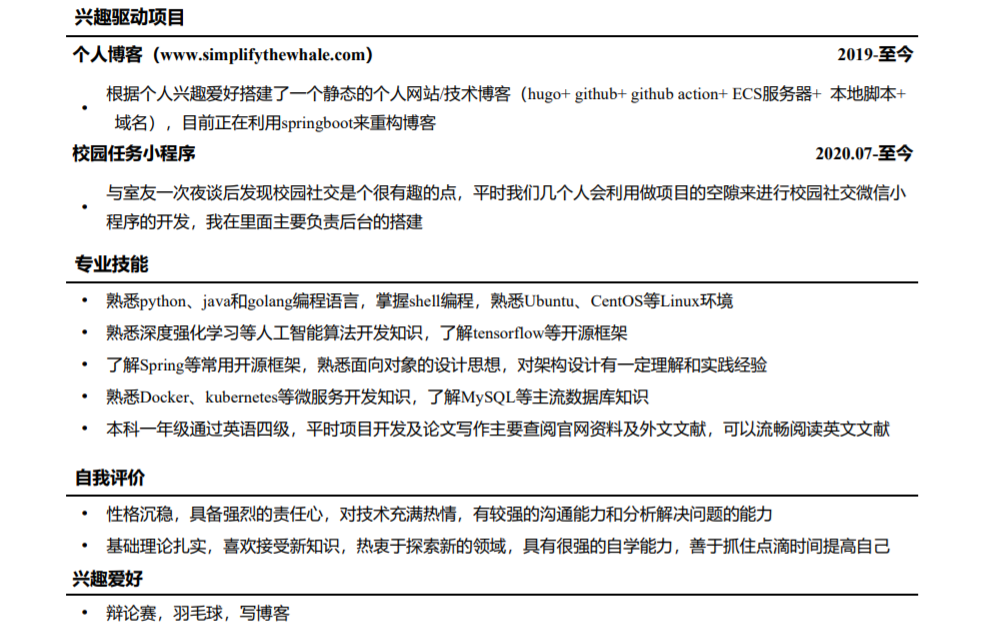 兴趣驱动项目
个人博客（www.simplifythewhale.com） 2019-至今
• 根据个人兴趣爱好搭建了一个静态的个人网站/技术博客（hugo+ github+ github action+ ECS服务器+ 本地脚本+
域名），目前正在利用springboot来重构博客
校园任务小程序 2020.07-至今
• 与室友一次夜谈后发现校园社交是个很有趣的点，平时我们几个人会利用做项目的空隙来进行校园社交微信小
程序的开发，我在里面主要负责后台的搭建
专业技能
• 熟悉python、java和golang编程语言，掌握shell编程，熟悉Ubuntu、CentOS等Linux环境
• 熟悉深度强化学习等人工智能算法开发知识，了解tensorflow等开源框架
• 了解Spring等常用开源框架，熟悉面向对象的设计思想，对架构设计有一定理解和实践经验
• 熟悉Docker、kubernetes等微服务开发知识，了解MySQL等主流数据库知识
• 本科一年级通过英语四级，平时项目开发及论文写作主要查阅官网资料及外文文献，可以流畅阅读英文文献
自我评价
• 性格沉稳，具备强烈的责任心，对技术充满热情，有较强的沟通能力和分析解决问题的能力
• 基础理论扎实，喜欢接受新知识，热衷于探索新的领域，具有很强的自学能力，善于抓住点滴时间提高自己
兴趣爱好
• 辩论赛，羽毛球，写博客